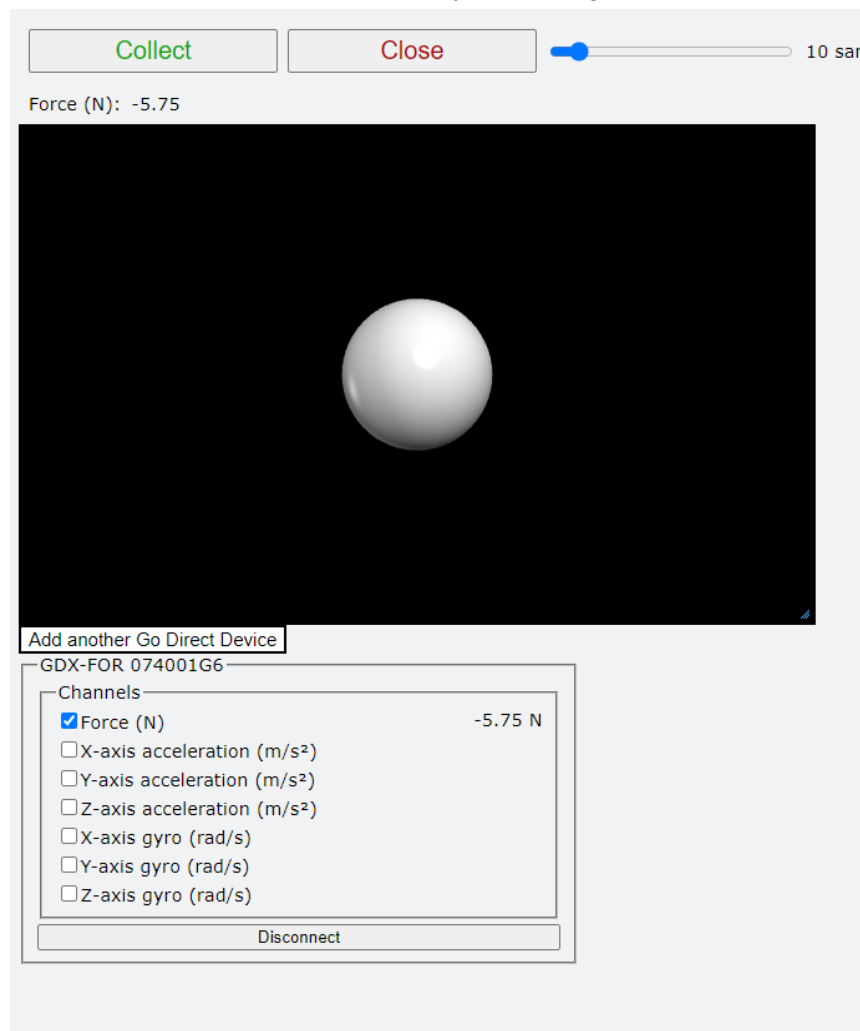 Collect
Close
10 sar
Force (N): -5.75
Add another Go Direct Device
GDX-FOR 074001G6
Channels
Force (N) -5.75 N
X-axis acceleration (m/s²)
Y-axis acceleration (m/s²)
Z-axis acceleration (m/s²)
X-axis gyro (rad/s)
Y-axis gyro (rad/s)
Z-axis gyro (rad/s)
Disconnect